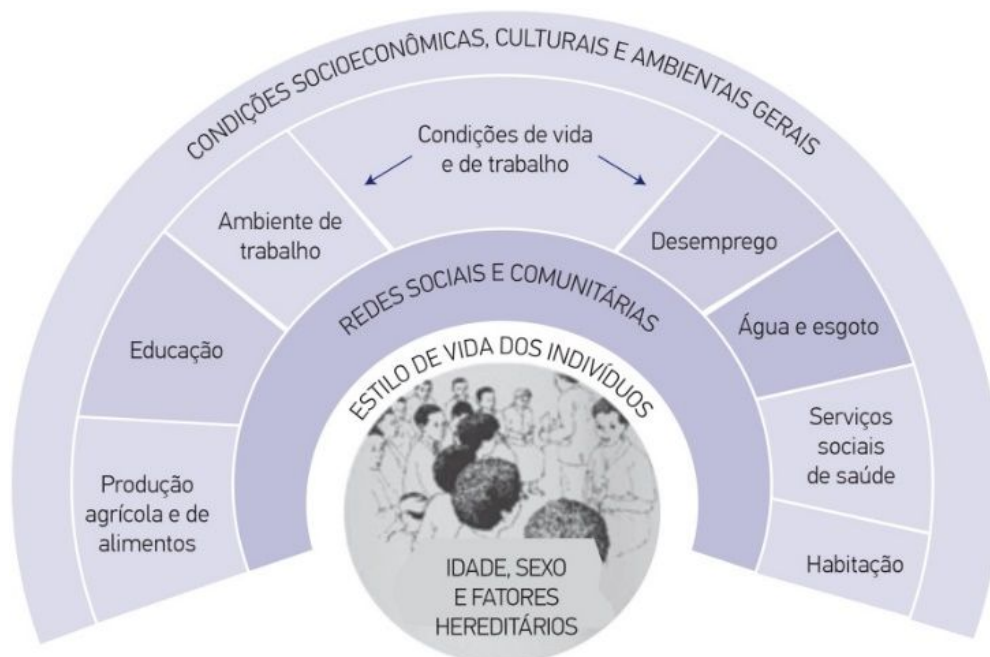 CONDIÇÕES SOCIOECONÔMICAS, CULTURAIS E AMBIENTAIS GERAIS
Condições de vida
e de trabalho
Ambiente de
trabalho
Desemprego
Educação
Água e esgoto
Produção
agrícola e de
alimentos
Serviços
sociais
de saúde
Habitação
REDES SOCIAIS E COMUNITÁRIAS
ESTILO DE VIDA DOS INDIVÍDUOS
IDADE, SEXO
E FATORES
HEREDITÁRIOS